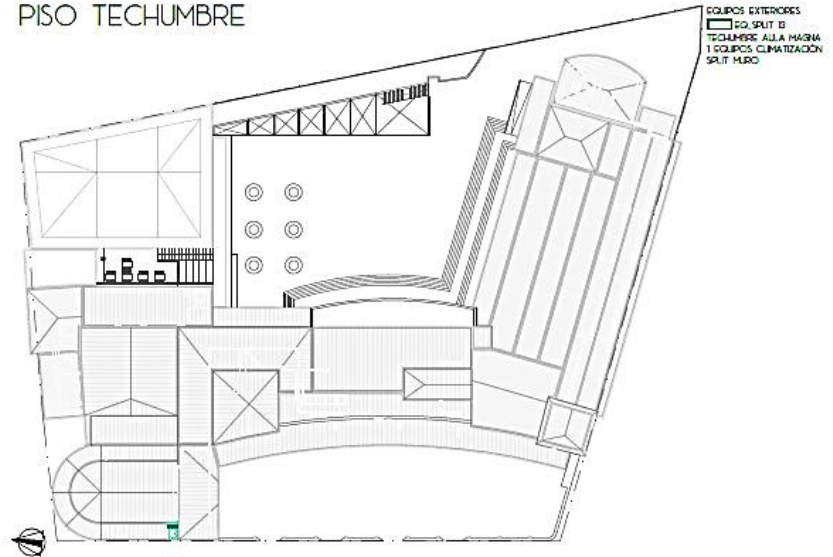 PISO TECHUMBRE
EQUIPOS EXTERIORES
EQ. SPLIT 13
TECHUMBRE AULA MAGNA
1 EQUIPOS CLIMATIZACIÓN
SPLIT MURO